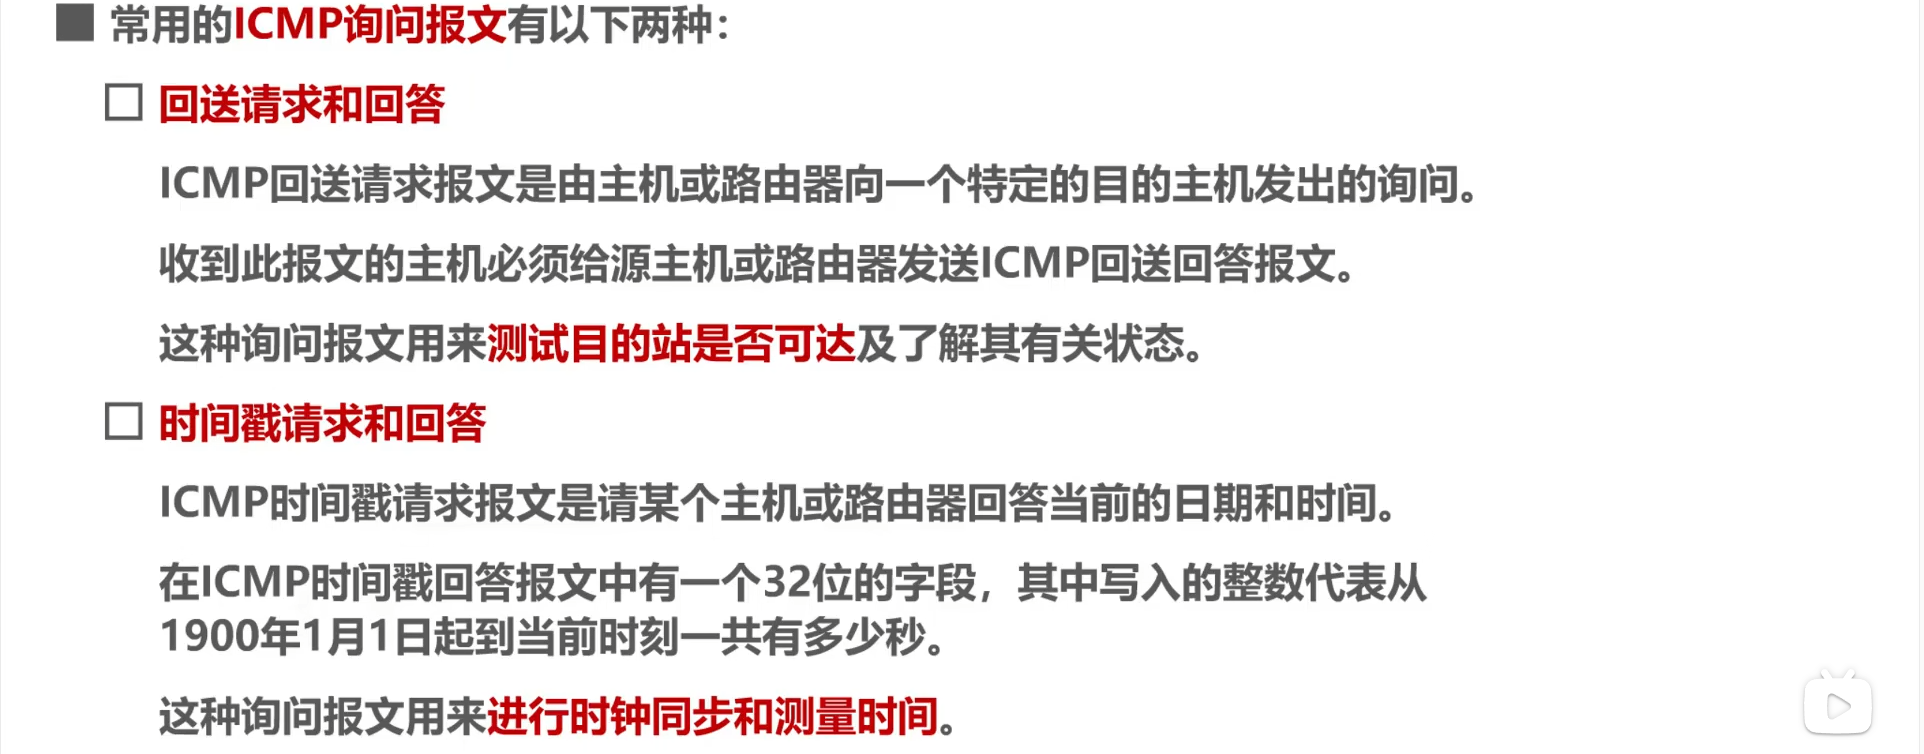 常用的ICMP询问报文有以下两种：
回送请求和回答
ICMP回送请求报文是由主机或路由器向一个特定的目的主机发出的询问。
收到此报文的主机必须给源主机或路由器发送ICMP回送回答报文。
这种询问报文用来测试目的站是否可达及了解其有关状态。
时间戳请求和回答
ICMP时间戳请求报文是请某个主机或路由器回答当前的日期和时间。
在ICMP时间戳回答报文中有一个32位的字段，其中写入的整数代表从
1900年1月1日起到当前时刻一共有多少秒。
这种询问报文用来进行时钟同步和测量时间。